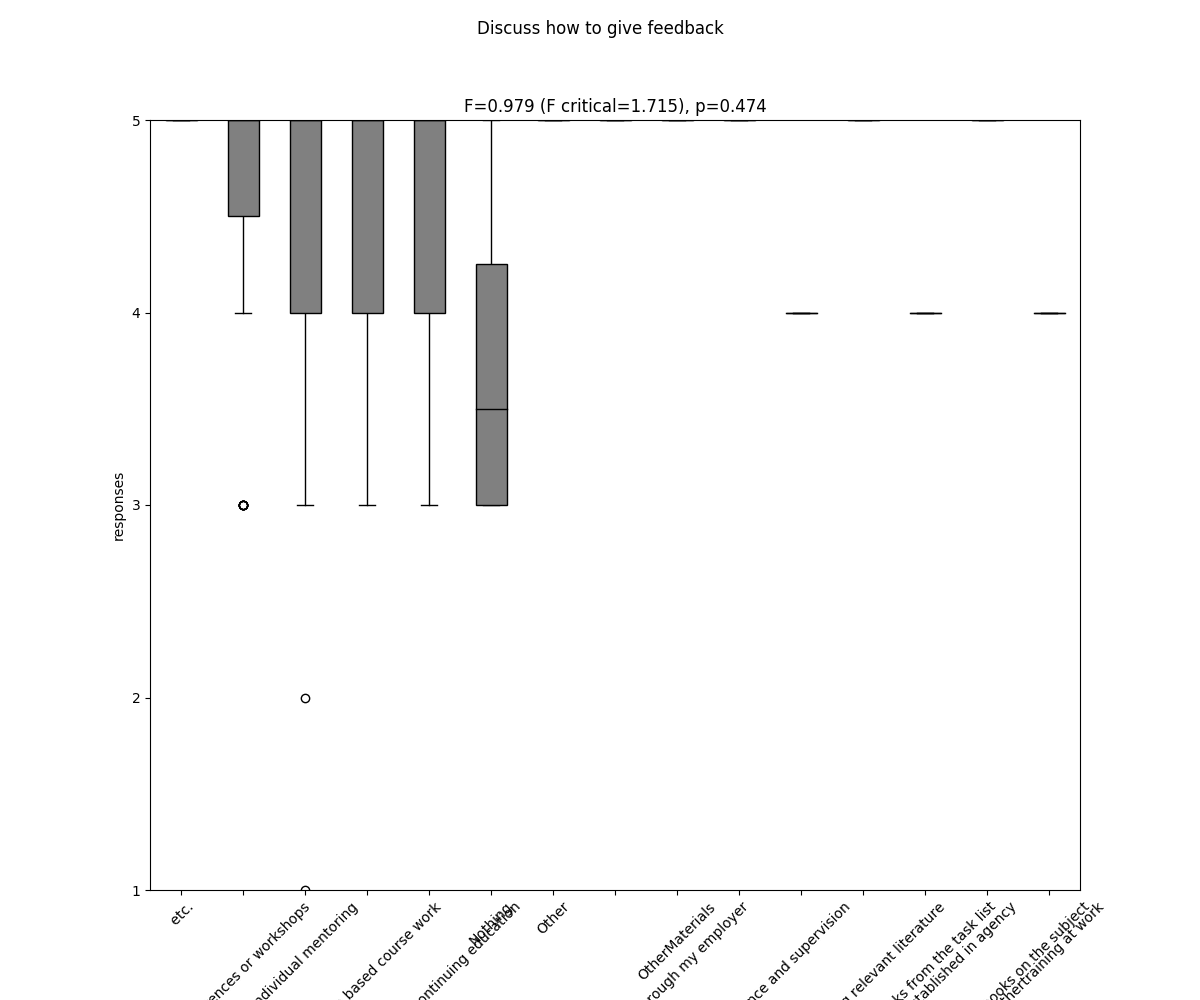 Discuss how to give feedback
F=0.979 (F critical=1.715), p=0.474
5
4
3
2
1
responses
etc.
ences or workshops
ndividual mentoring
based course work
ontinuing education
Nothing
Other
OtherMaterials
rough my employer
nce and supervision
g relevant literature
ks from the task list
tablished in agency
ooks on the subject
hertraining at work